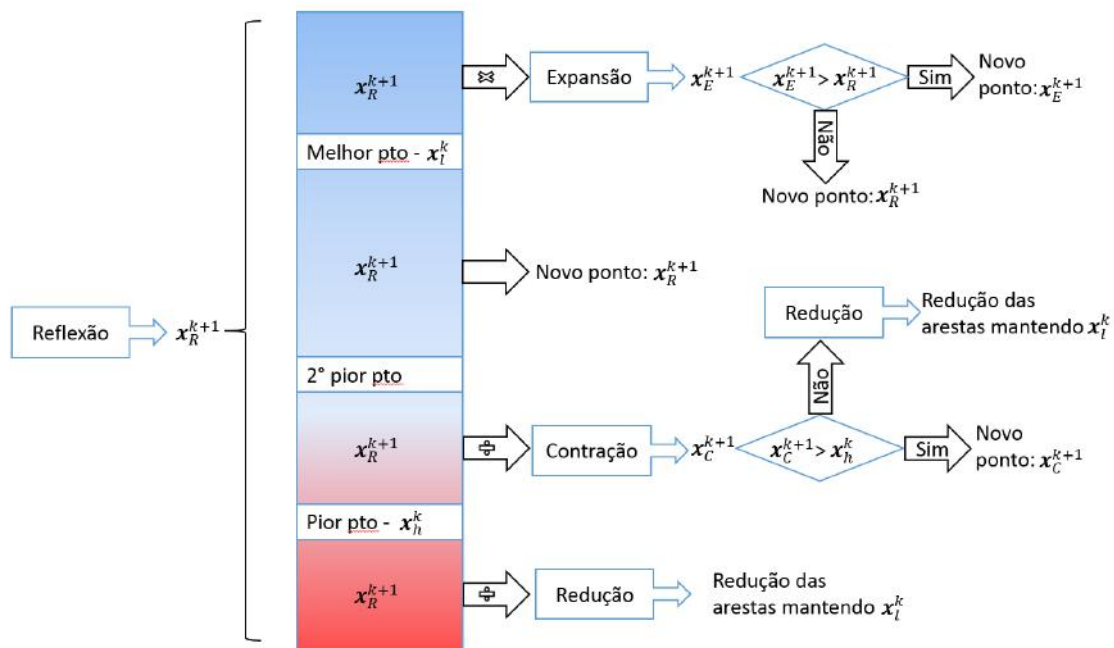 Reflexão
x_R^{k+1}
x_R^{k+1}
Expansão
x_E^{k+1}
x_E^{k+1} > x_R^{k+1}
Sim
Novo
ponto: x_E^{k+1}
Não
Novo ponto: x_R^{k+1}
Melhor pto - x_l^k
x_R^{k+1}
Novo ponto: x_R^{k+1}
2° pior pto
x_R^{k+1}
Contração
x_C^{k+1}
x_C^{k+1} > x_h^k
Sim
Novo
ponto: x_C^{k+1}
Não
Redução
Redução das
arestas mantendo x_l^k
Pior pto - x_h^k
x_R^{k+1}
Redução
Redução das
arestas mantendo x_l^k